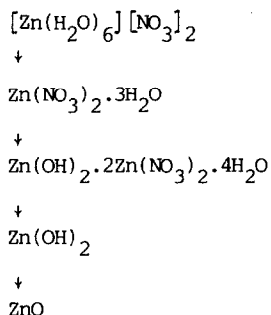 [Zn(H₂O)₆][NO₃]₂
↓
Zn(NO₃)₂.3H₂O
↓
Zn(OH)₂.2Zn(NO₃)₂.4H₂O
↓
Zn(OH)₂
↓
ZnO